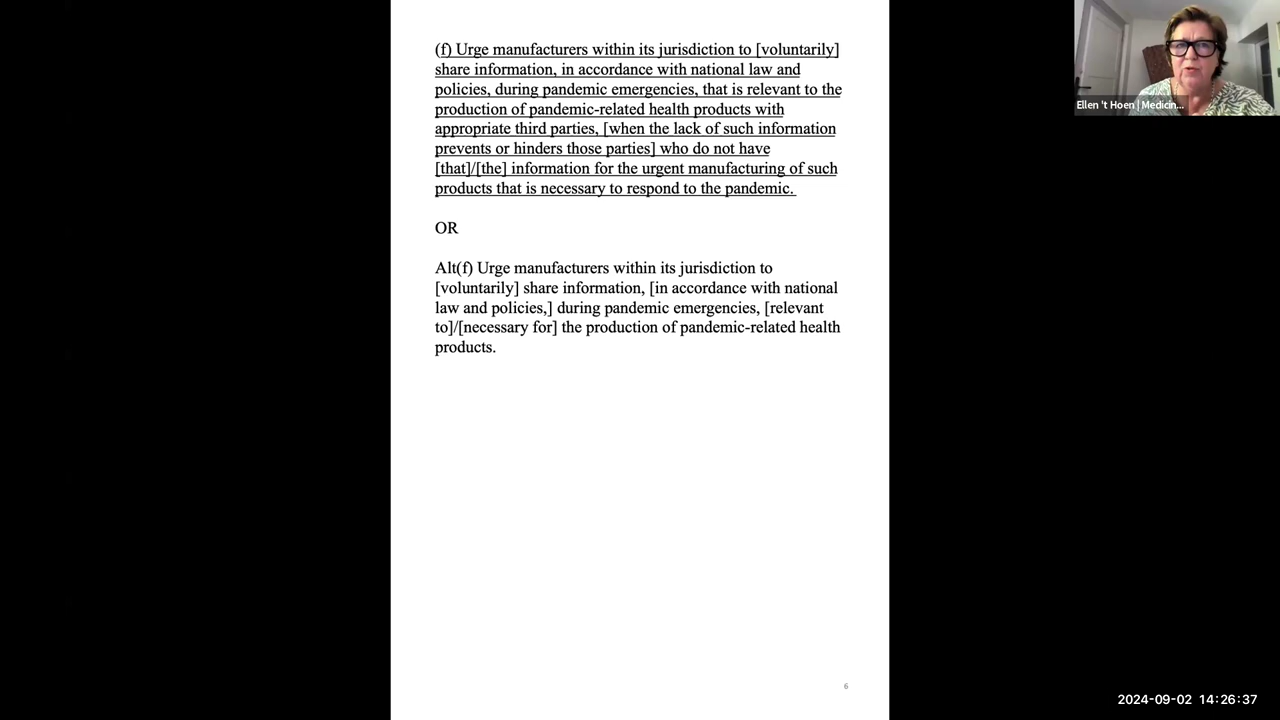 (f) Urge manufacturers within its jurisdiction to [voluntarily]
share information, in accordance with national law and
policies, during pandemic emergencies, that is relevant to the
production of pandemic-related health products with
appropriate third parties, [when the lack of such information
prevents or hinders those parties] who do not have
[that]/[the] information for the urgent manufacturing of such
products that is necessary to respond to the pandemic.
OR
Alt(f) Urge manufacturers within its jurisdiction to
[voluntarily] share information, [in accordance with national
law and policies,] during pandemic emergencies, [relevant
to]/[necessary for] the production of pandemic-related health
products.
6
Ellen 't Hoen | Medicin...
2024-09-02 14:26:37